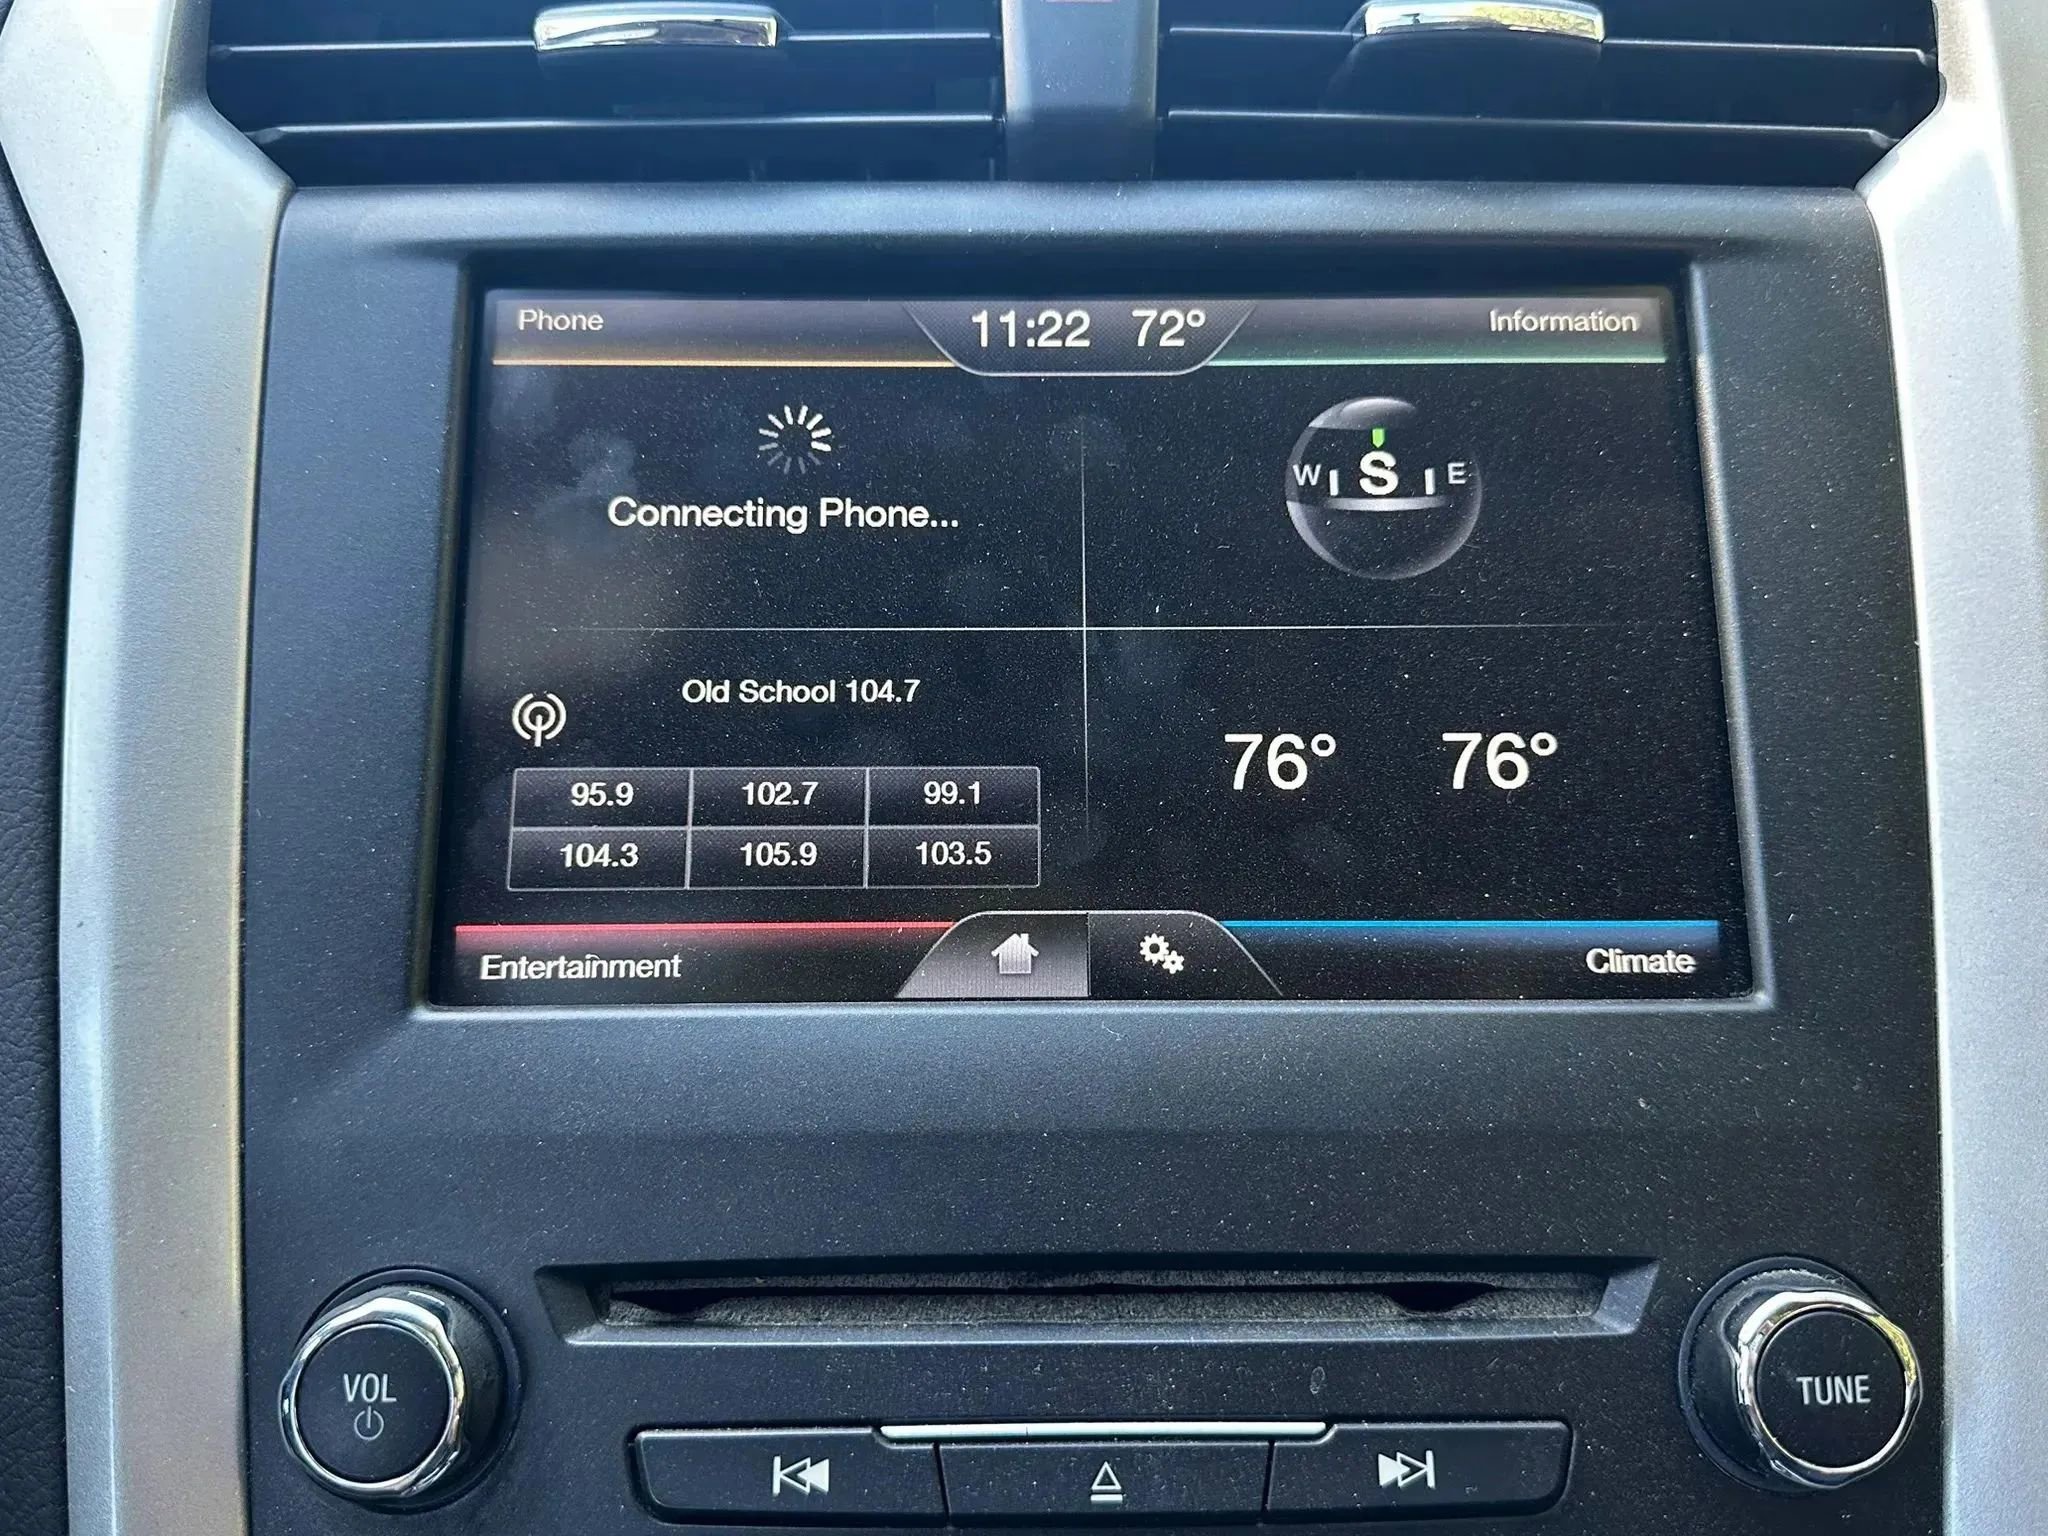 Phone
11:22 72°
Information
Connecting Phone...
W S E
Old School 104.7
95.9 102.7 99.1
104.3 105.9 103.5
76° 76°
Entertainment
Climate
VOL
TUNE